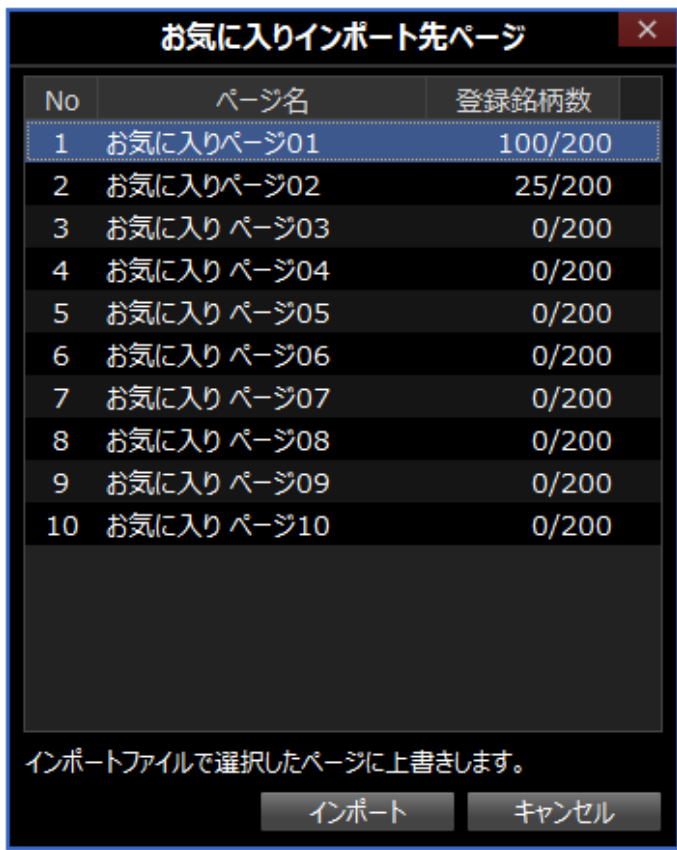 お気に入りインポート先ページ
No ページ名 登録銘柄数
1 お気に入りページ01 100/200
2 お気に入りページ02 25/200
3 お気に入り ページ03 0/200
4 お気に入り ページ04 0/200
5 お気に入り ページ05 0/200
6 お気に入り ページ06 0/200
7 お気に入り ページ07 0/200
8 お気に入り ページ08 0/200
9 お気に入り ページ09 0/200
10 お気に入り ページ10 0/200
インポートファイルで選択したページに上書きします。
インポート キャンセル